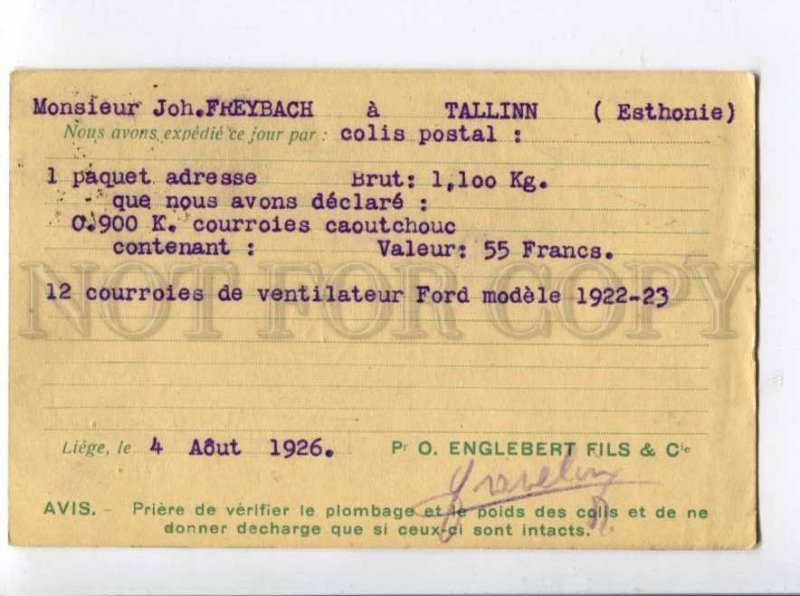 Monsieur Joh.FREYBACH à TALLINN ( Esthonie)
Nous avons expédié ce jour par : colis postal :
1 paquet adresse Brut: 1,100 Kg.
que nous avons déclaré :
0.900 K. courroies caoutchouc
contenant : Valeur: 55 Francs.
12 courroies de ventilateur Ford modèle 1922-23
NOT FOR COPY
Liége, le 4 Août 1926. Pr O. ENGLEBERT FILS & Cie
AVIS. - Prière de vérifier le plombage et le poids des colis et de ne
donner decharge que si ceux-ci sont intacts.